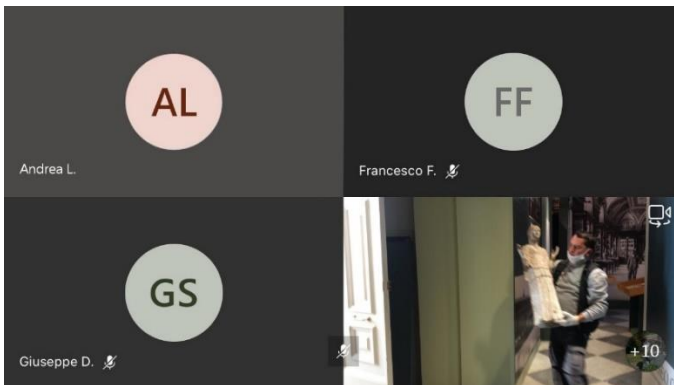 AL
Andrea L.
FF
Francesco F.
GS
Giuseppe D.
+10